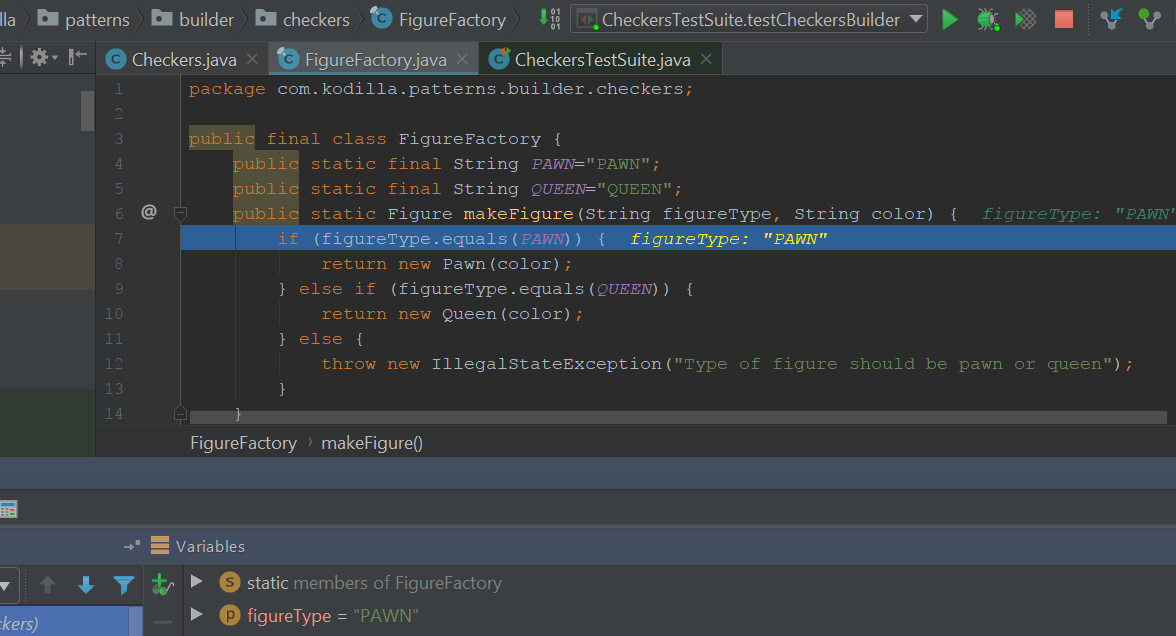 lla patterns builder checkers FigureFactory CheckersTestSuite.testCheckersBuilder
Checkers.java FigureFactory.java CheckersTestSuite.java
1 package com.kodilla.patterns.builder.checkers;
2
3 public final class FigureFactory {
4 public static final String PAWN="PAWN";
5 public static final String QUEEN="QUEEN";
6 @ public static Figure makeFigure(String figureType, String color) { figureType: "PAWN"
7 if (figureType.equals(PAWN)) { figureType: "PAWN"
8 return new Pawn(color);
9 } else if (figureType.equals(QUEEN)) {
10 return new Queen(color);
11 } else {
12 throw new IllegalStateException("Type of figure should be pawn or queen");
13 }
14 }
FigureFactory › makeFigure()
Variables
static members of FigureFactory
figureType = "PAWN"
kers)